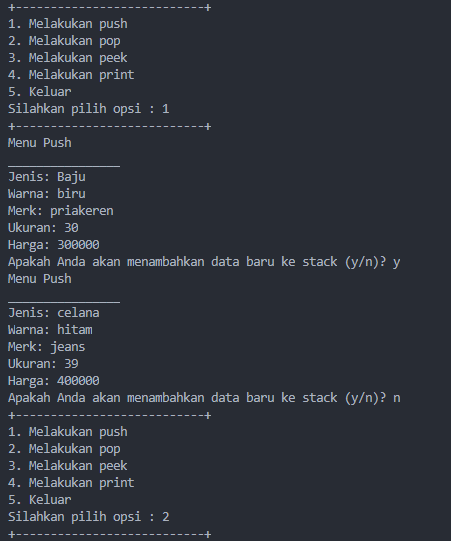 +---------------------------+
1. Melakukan push
2. Melakukan pop
3. Melakukan peek
4. Melakukan print
5. Keluar
Silahkan pilih opsi : 1
+---------------------------+
Menu Push
________________
Jenis: Baju
Warna: biru
Merk: priakeren
Ukuran: 30
Harga: 300000
Apakah Anda akan menambahkan data baru ke stack (y/n)? y
Menu Push
________________
Jenis: celana
Warna: hitam
Merk: jeans
Ukuran: 39
Harga: 400000
Apakah Anda akan menambahkan data baru ke stack (y/n)? n
+---------------------------+
1. Melakukan push
2. Melakukan pop
3. Melakukan peek
4. Melakukan print
5. Keluar
Silahkan pilih opsi : 2
+---------------------------+